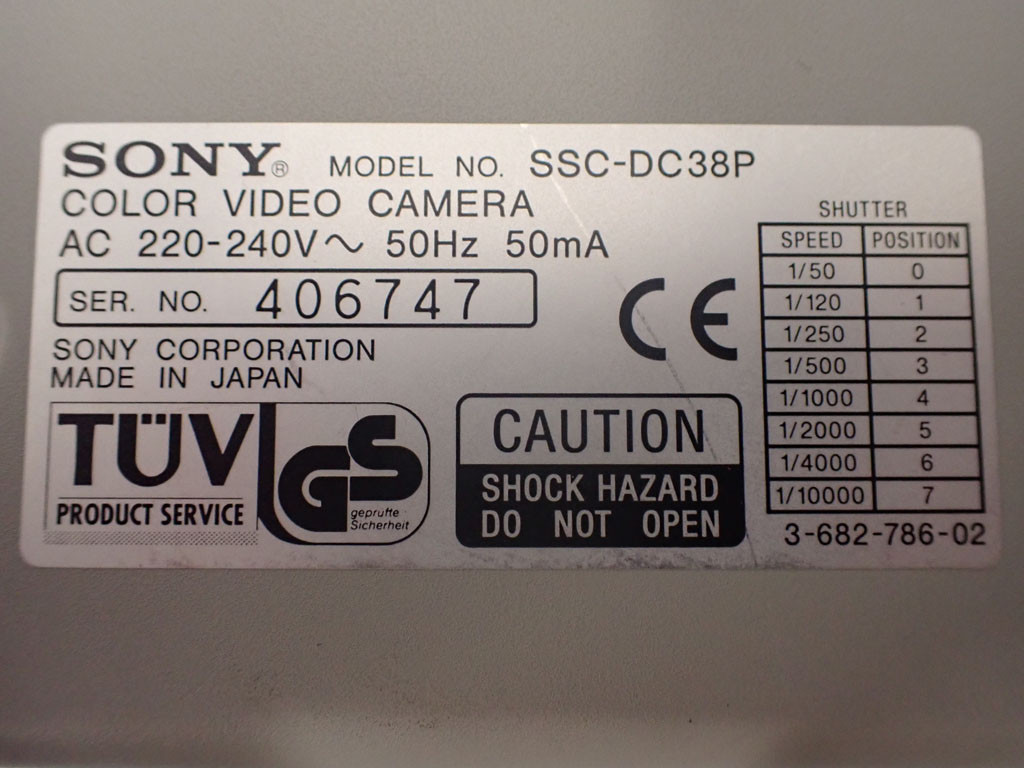 SONY® MODEL NO. SSC-DC38P
COLOR VIDEO CAMERA
AC 220-240V~ 50Hz 50mA
SER. NO. 406747
SONY CORPORATION
MADE IN JAPAN
TÜV
PRODUCT SERVICE
GS
geprüfte
Sicherheit
CE
CAUTION
SHOCK HAZARD
DO NOT OPEN
SHUTTER
SPEED POSITION
1/50 0
1/120 1
1/250 2
1/500 3
1/1000 4
1/2000 5
1/4000 6
1/10000 7
3-682-786-02